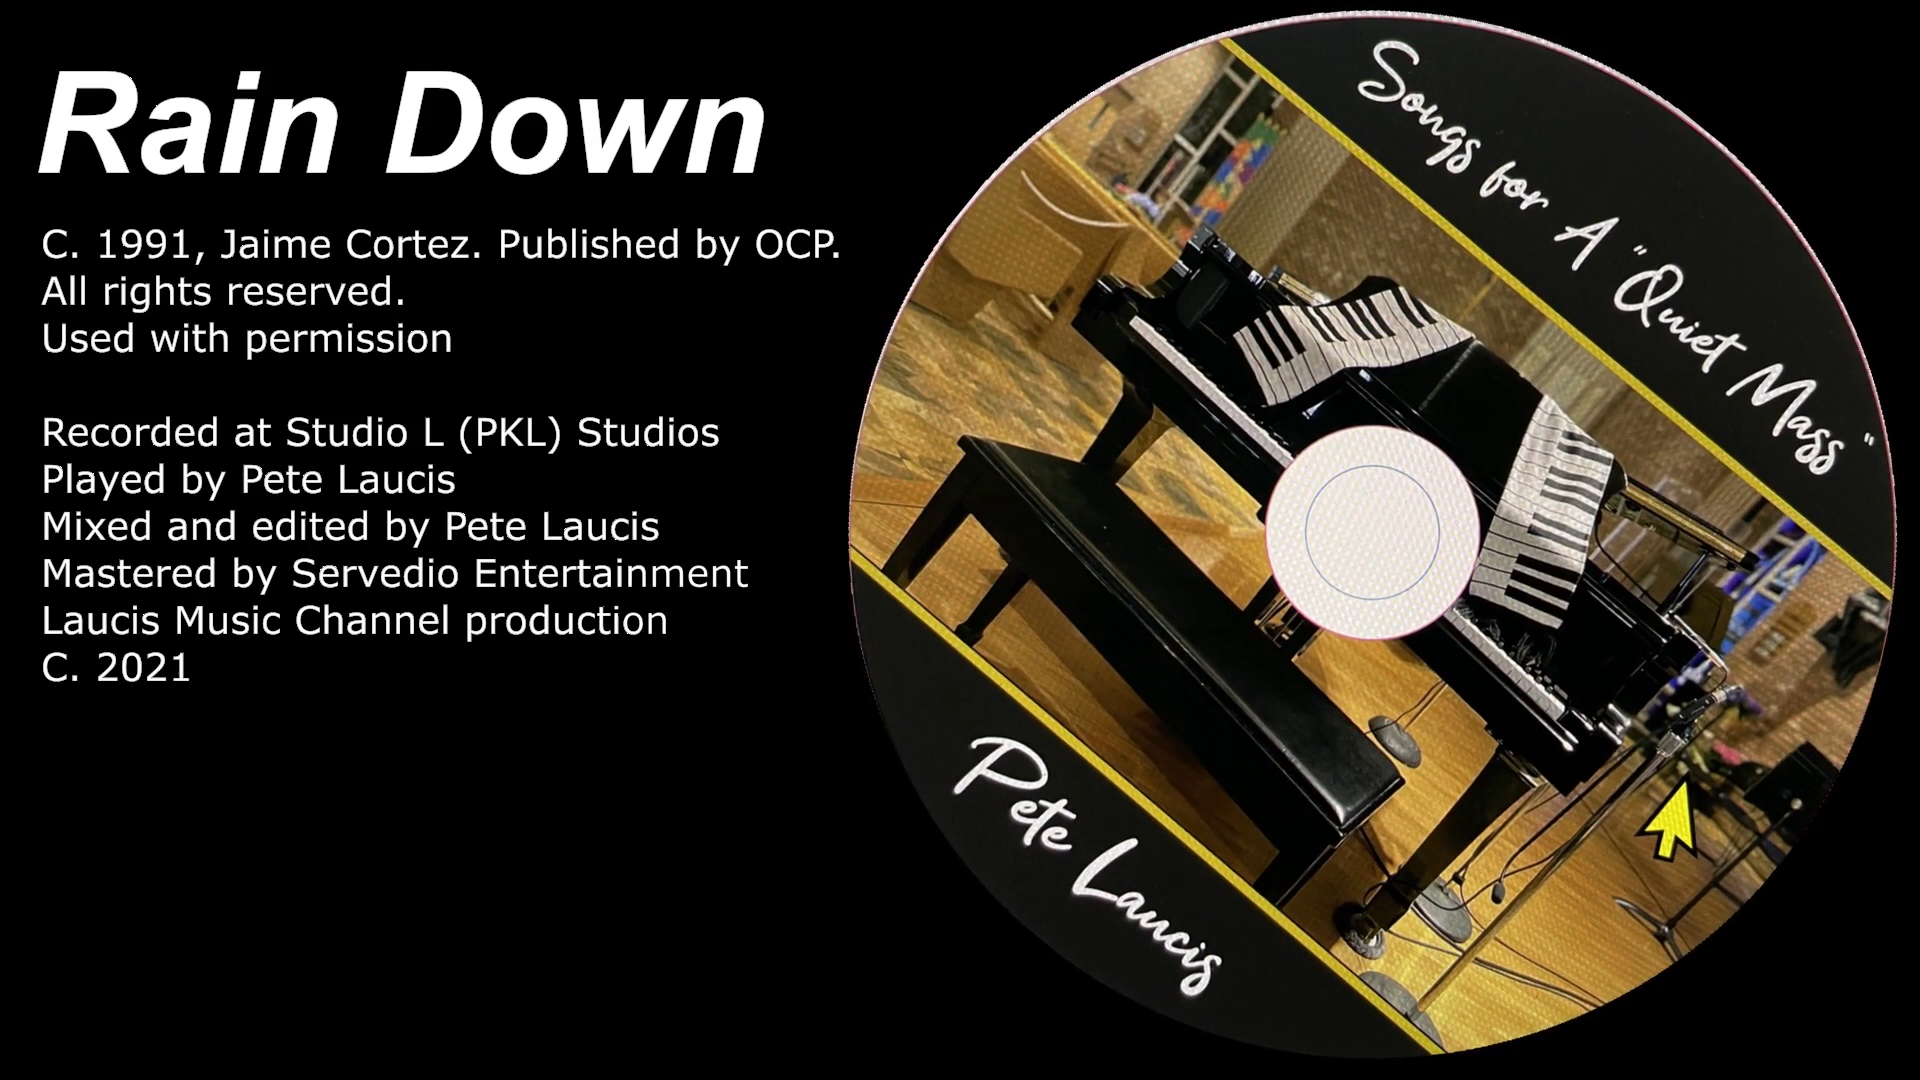 Rain Down
C. 1991, Jaime Cortez. Published by OCP.
All rights reserved.
Used with permission
Recorded at Studio L (PKL) Studios
Played by Pete Laucis
Mixed and edited by Pete Laucis
Mastered by Servedio Entertainment
Laucis Music Channel production
C. 2021
Songs for A "Quiet Mass"
Pete Laucis